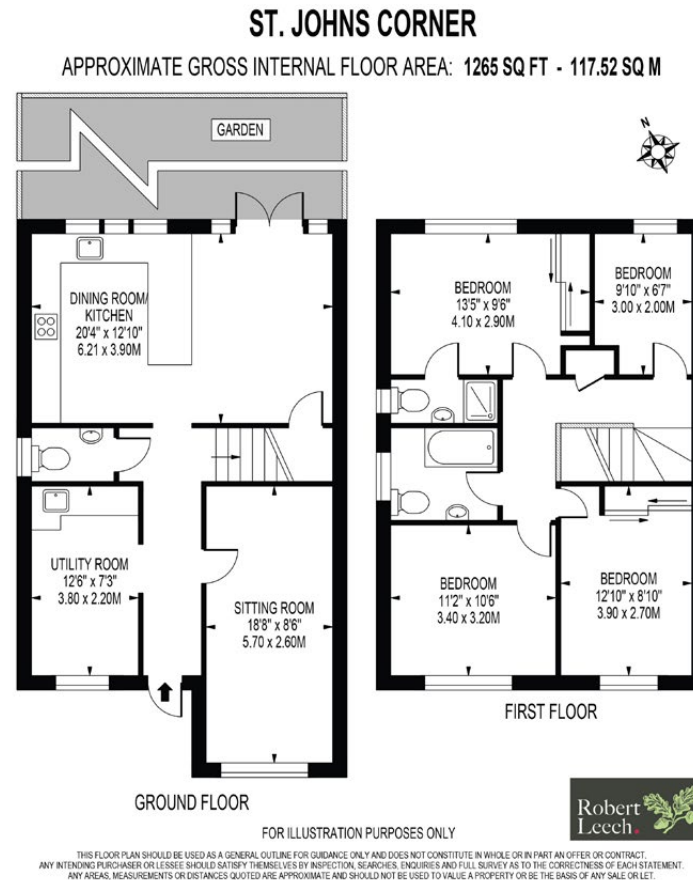 ST. JOHNS CORNER
APPROXIMATE GROSS INTERNAL FLOOR AREA: 1265 SQ FT - 117.52 SQ M
GARDEN
N
DINING ROOM/
KITCHEN
20'4" x 12'10"
6.21 x 3.90M
UTILITY ROOM
12'6" x 7'3"
3.80 x 2.20M
SITTING ROOM
18'8" x 8'6"
5.70 x 2.60M
GROUND FLOOR
BEDROOM
13'5" x 9'6"
4.10 x 2.90M
BEDROOM
9'10" x 6'7"
3.00 x 2.00M
BEDROOM
11'2" x 10'6"
3.40 x 3.20M
BEDROOM
12'10" x 8'10"
3.90 x 2.70M
FIRST FLOOR
Robert
Leech.
FOR ILLUSTRATION PURPOSES ONLY
THIS FLOOR PLAN SHOULD BE USED AS A GENERAL OUTLINE FOR GUIDANCE ONLY AND DOES NOT CONSTITUTE IN WHOLE OR IN PART AN OFFER OR CONTRACT.
ANY INTENDING PURCHASER OR LESSEE SHOULD SATISFY THEMSELVES BY INSPECTION, SEARCHES, ENQUIRIES AND FULL SURVEY AS TO THE CORRECTNESS OF EACH STATEMENT.
ANY AREAS, MEASUREMENTS OR DISTANCES QUOTED ARE APPROXIMATE AND SHOULD NOT BE USED TO VALUE A PROPERTY OR BE THE BASIS OF ANY SALE OR LET.